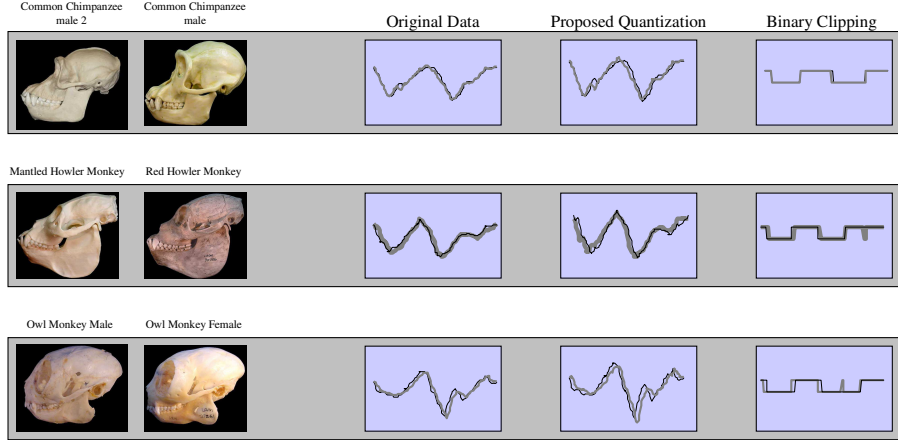 Common Chimpanzee
male 2
Common Chimpanzee
male
Original Data
Proposed Quantization
Binary Clipping
Mantled Howler Monkey
Red Howler Monkey
Owl Monkey Male
Owl Monkey Female